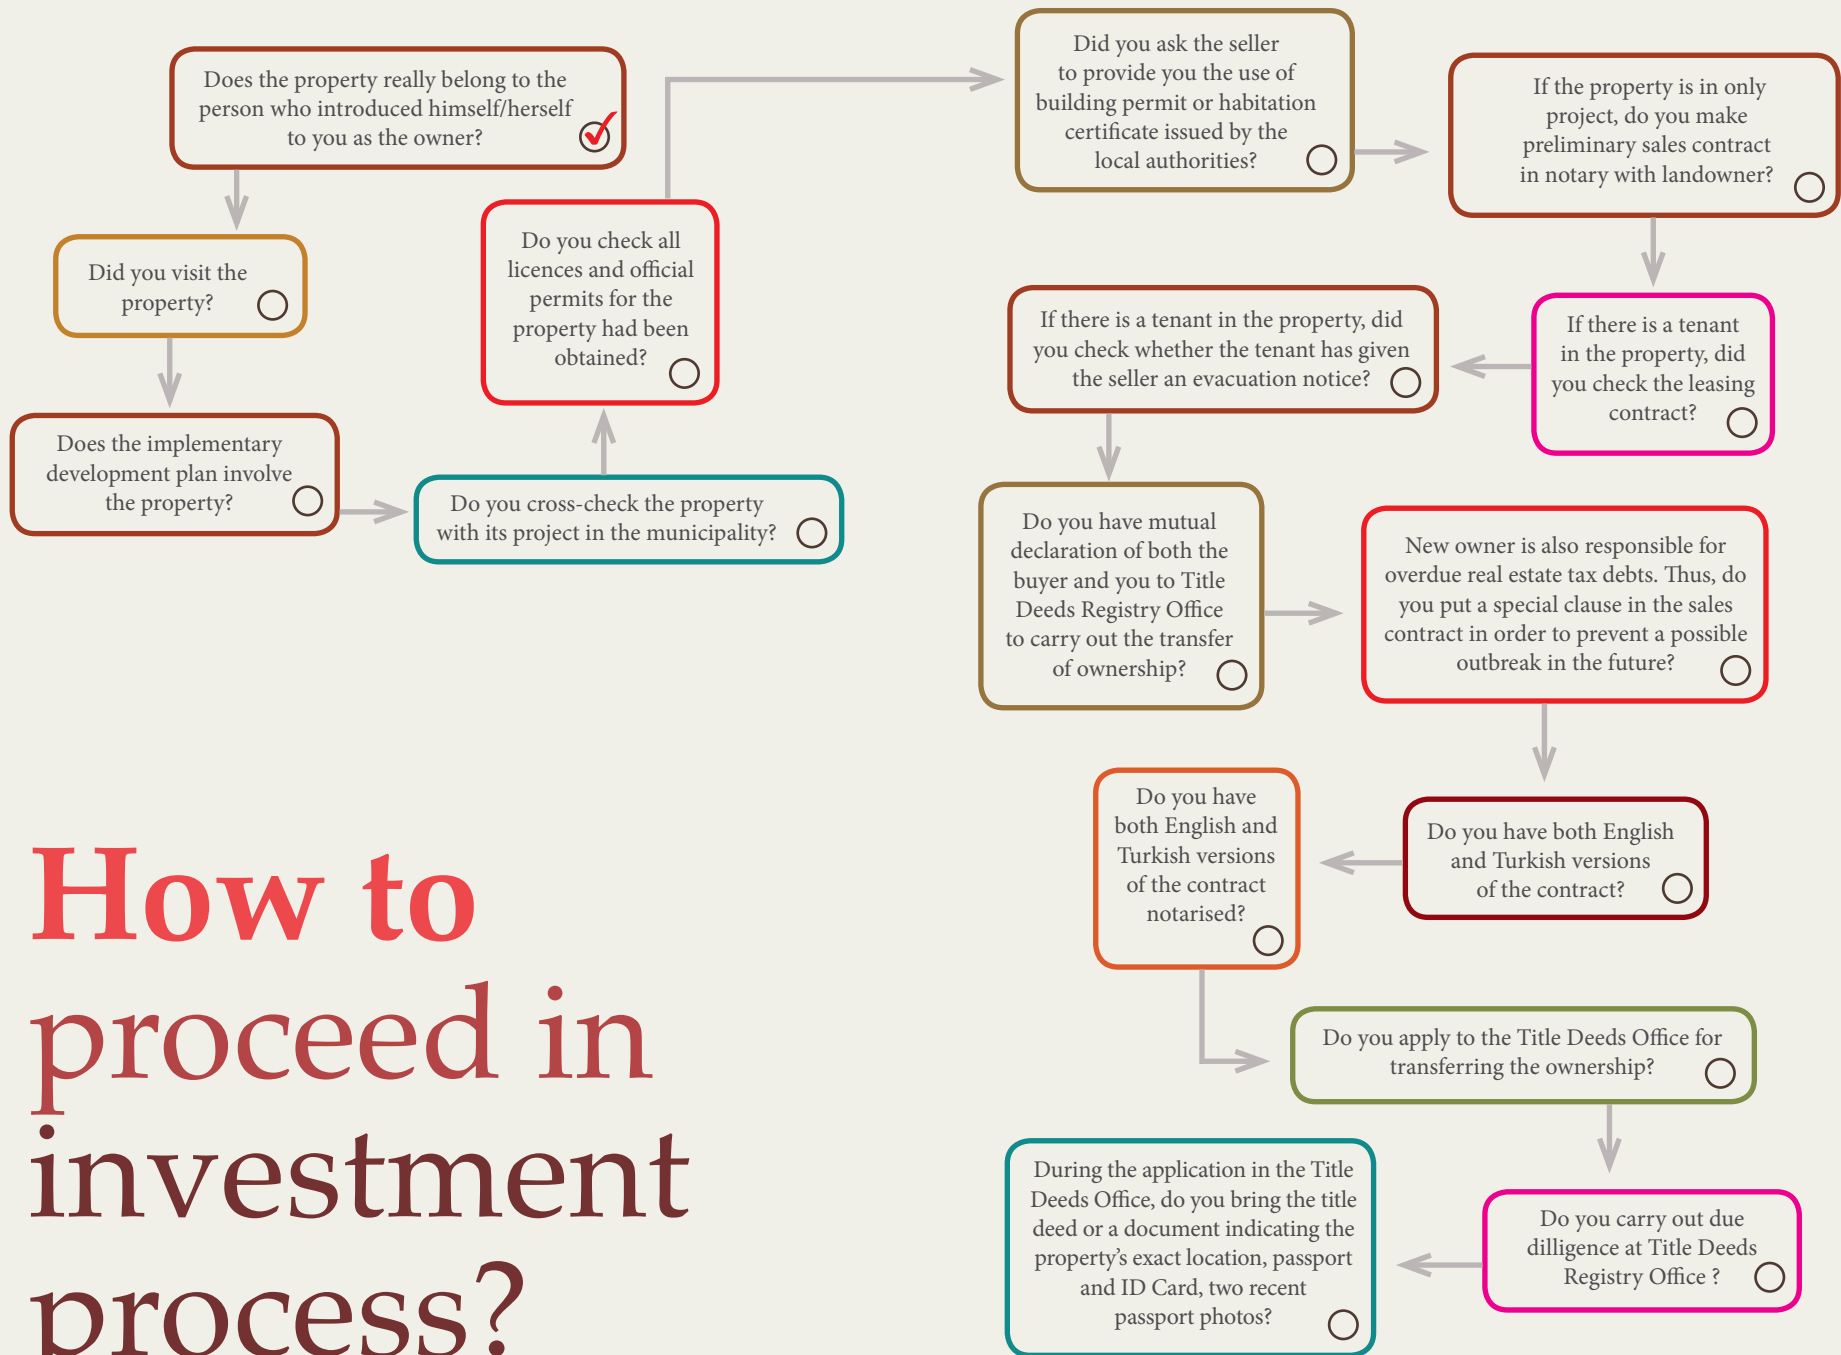 Does the property really belong to the
person who introduced himself/herself
to you as the owner?
Did you visit the
property?
Does the implementary
development plan involve
the property?
Do you cross-check the property
with its project in the municipality?
Do you check all
licences and official
permits for the
property had been
obtained?
Did you ask the seller
to provide you the use of
building permit or habitation
certificate issued by the
local authorities?
If the property is in only
project, do you make
preliminary sales contract
in notary with landowner?
If there is a tenant
in the property, did
you check the leasing
contract?
If there is a tenant in the property, did
you check whether the tenant has given
the seller an evacuation notice?
Do you have mutual
declaration of both the
buyer and you to Title
Deeds Registry Office
to carry out the transfer
of ownership?
New owner is also responsible for
overdue real estate tax debts. Thus, do
you put a special clause in the sales
contract in order to prevent a possible
outbreak in the future?
Do you have both English
and Turkish versions
of the contract?
Do you have
both English and
Turkish versions
of the contract
notarised?
Do you apply to the Title Deeds Office for
transferring the ownership?
Do you carry out due
dilligence at Title Deeds
Registry Office ?
During the application in the Title
Deeds Office, do you bring the title
deed or a document indicating the
property's exact location, passport
and ID Card, two recent
passport photos?
How to
proceed in
investment
process?